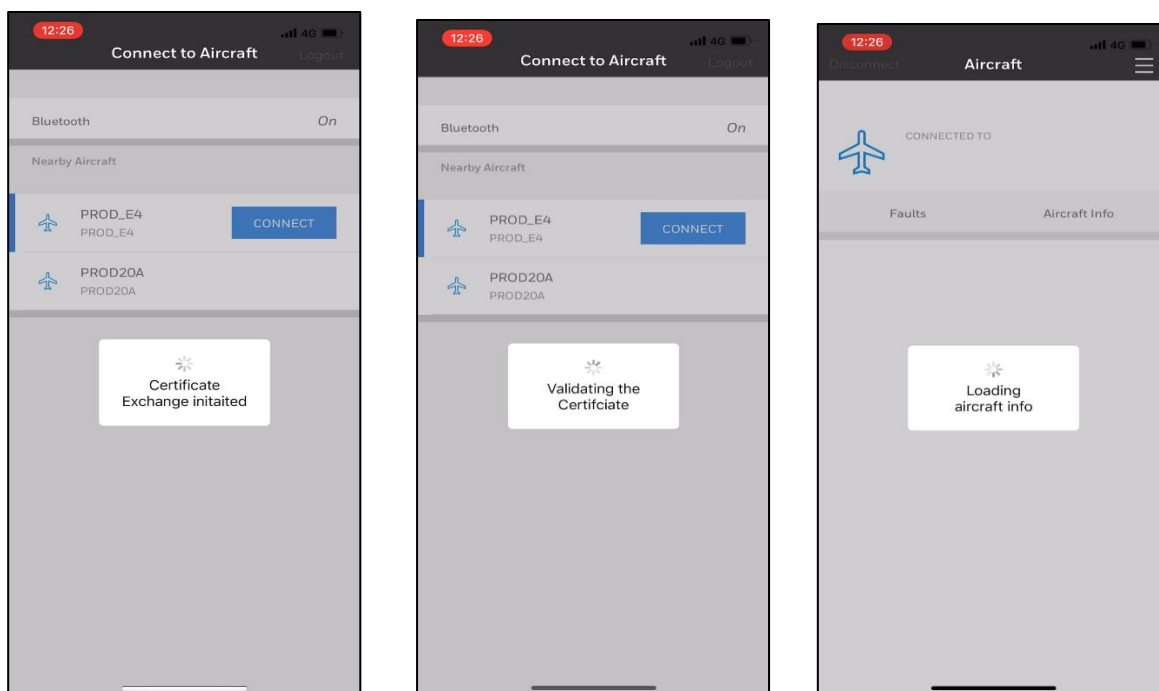 12:26
4G
Connect to Aircraft
Logout
Bluetooth
On
Nearby Aircraft
PROD_E4
PROD_E4
CONNECT
PROD20A
PROD20A
Certificate
Exchange initaited
12:26
4G
Connect to Aircraft
Logout
Bluetooth
On
Nearby Aircraft
PROD_E4
PROD_E4
CONNECT
PROD20A
PROD20A
Validating the
Certifciate
12:26
4G
Disconnect
Aircraft
CONNECTED TO
Faults
Aircraft Info
Loading
aircraft info